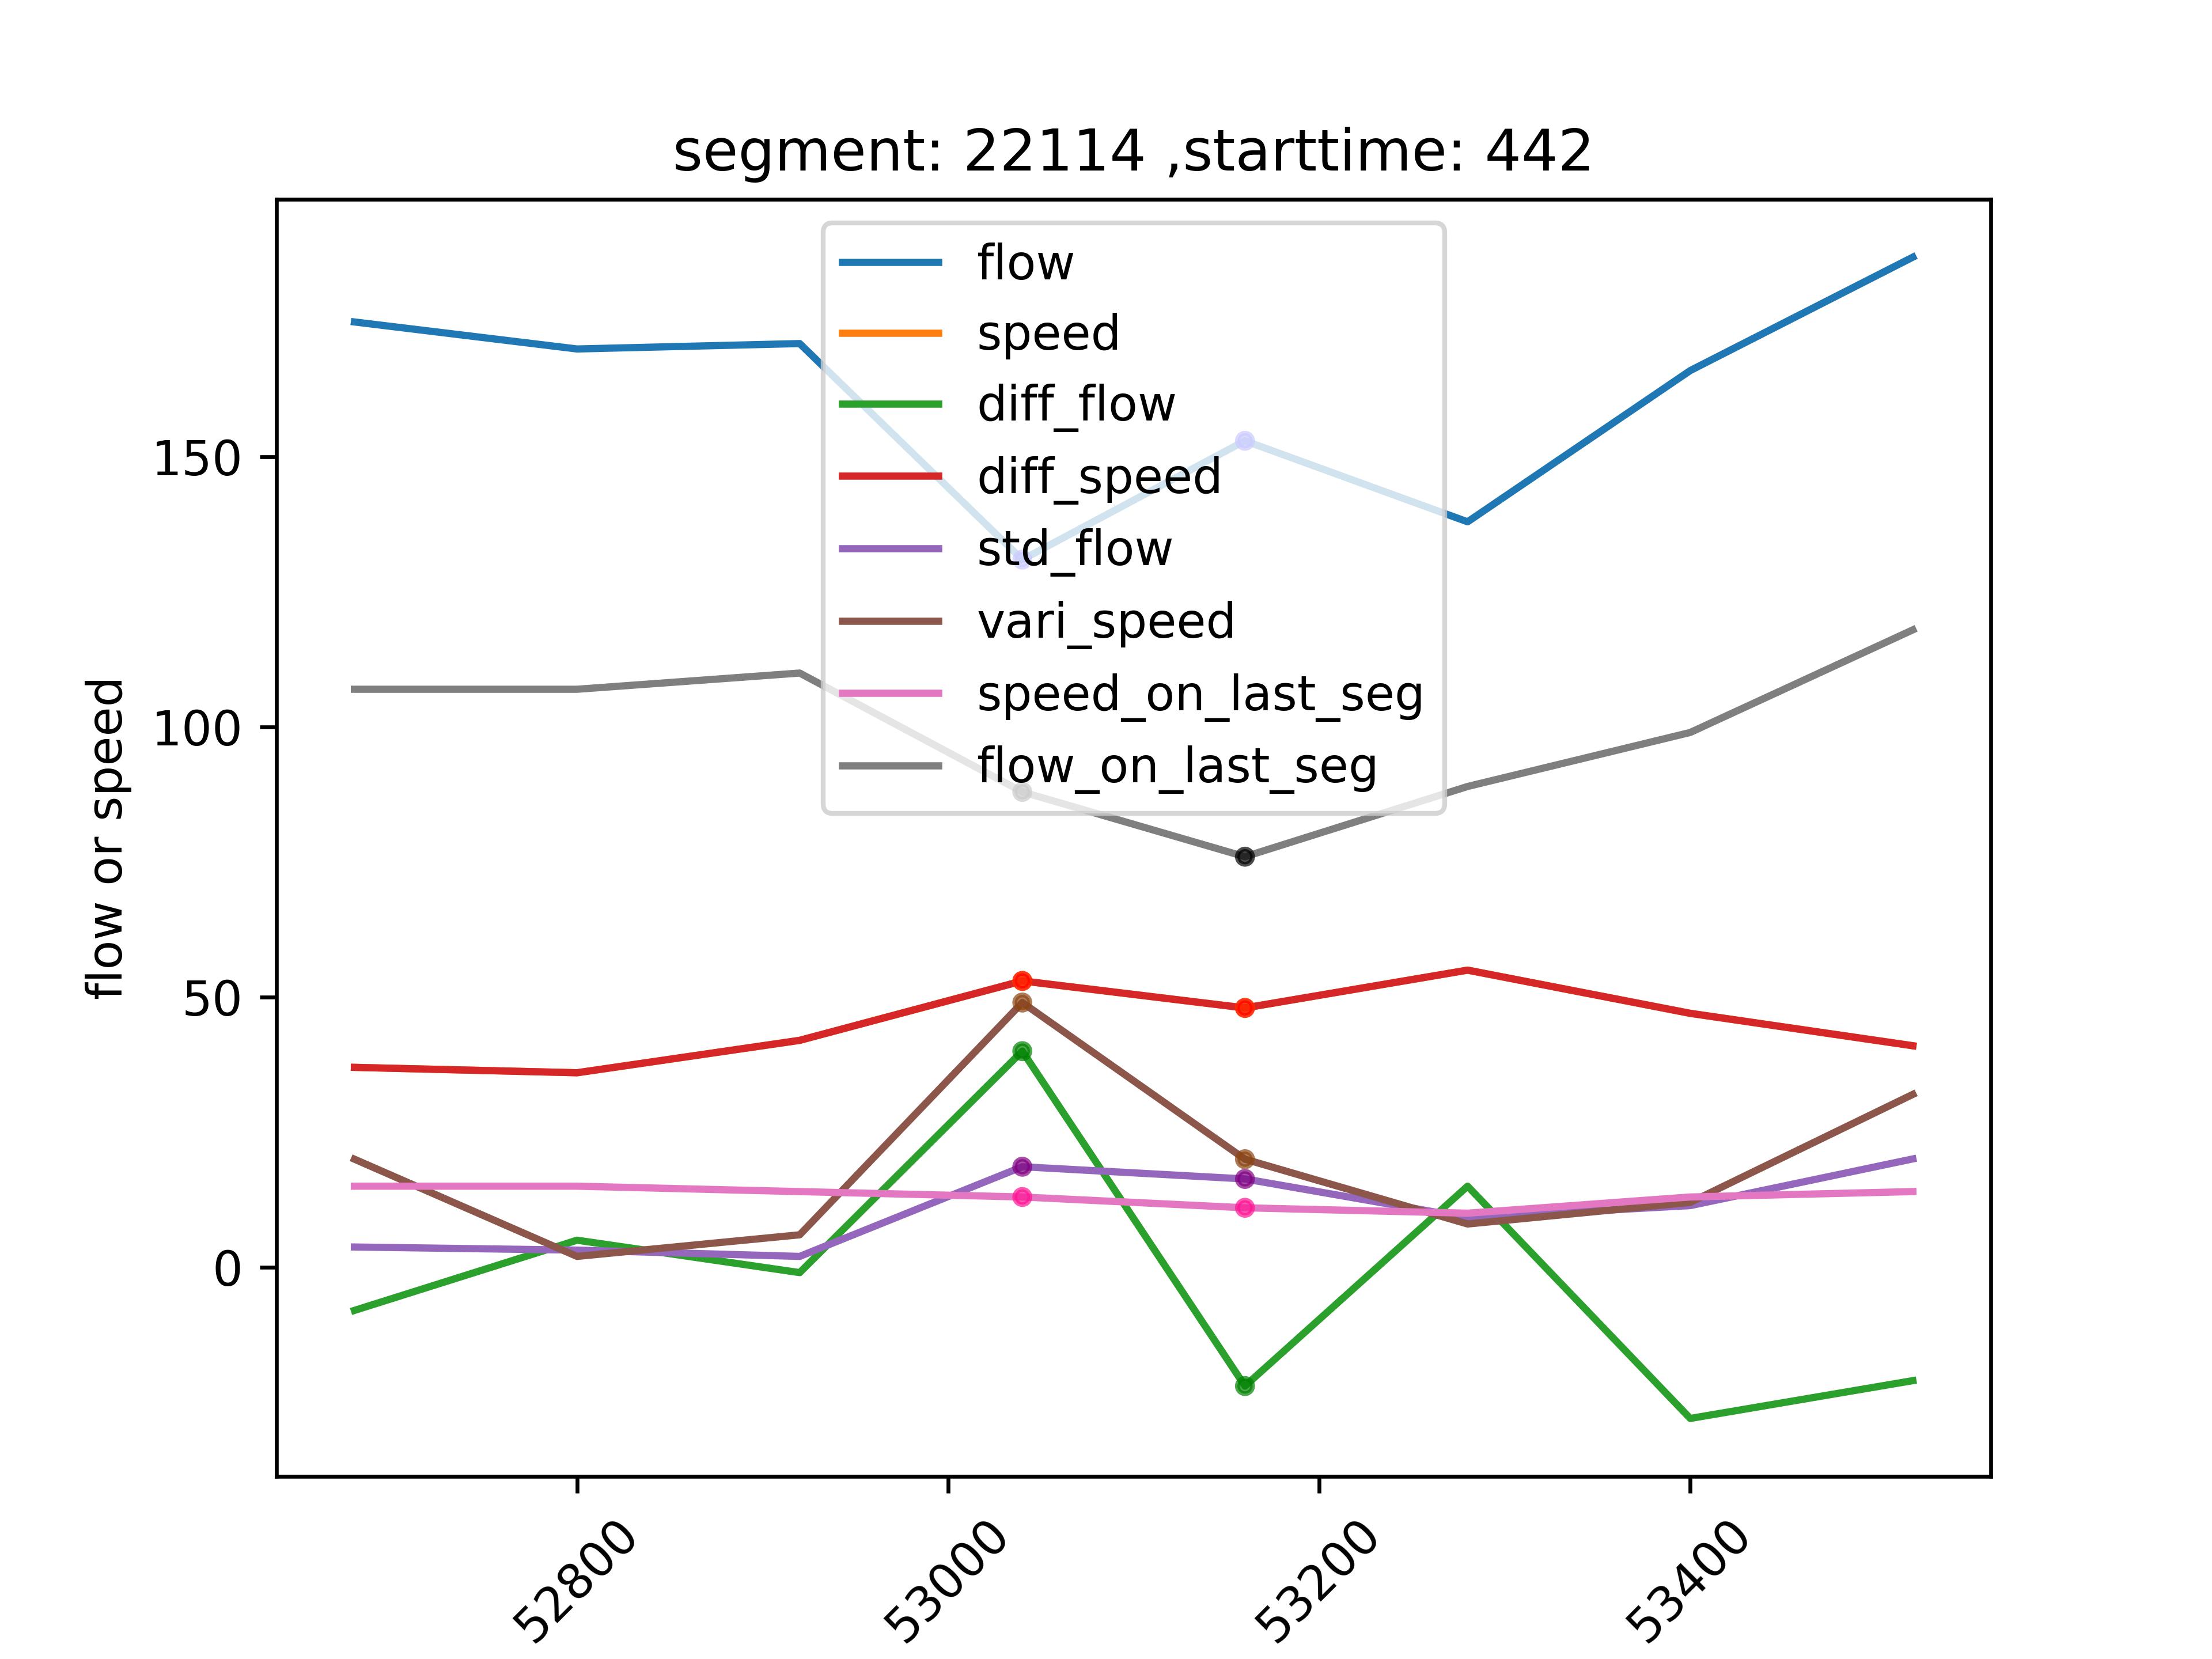 segment: 22114 ,starttime: 442
flow
speed
diff_flow
diff_speed
std_flow
vari_speed
speed_on_last_seg
flow_on_last_seg
flow or speed
150
100
50
0
52800
53000
53200
53400